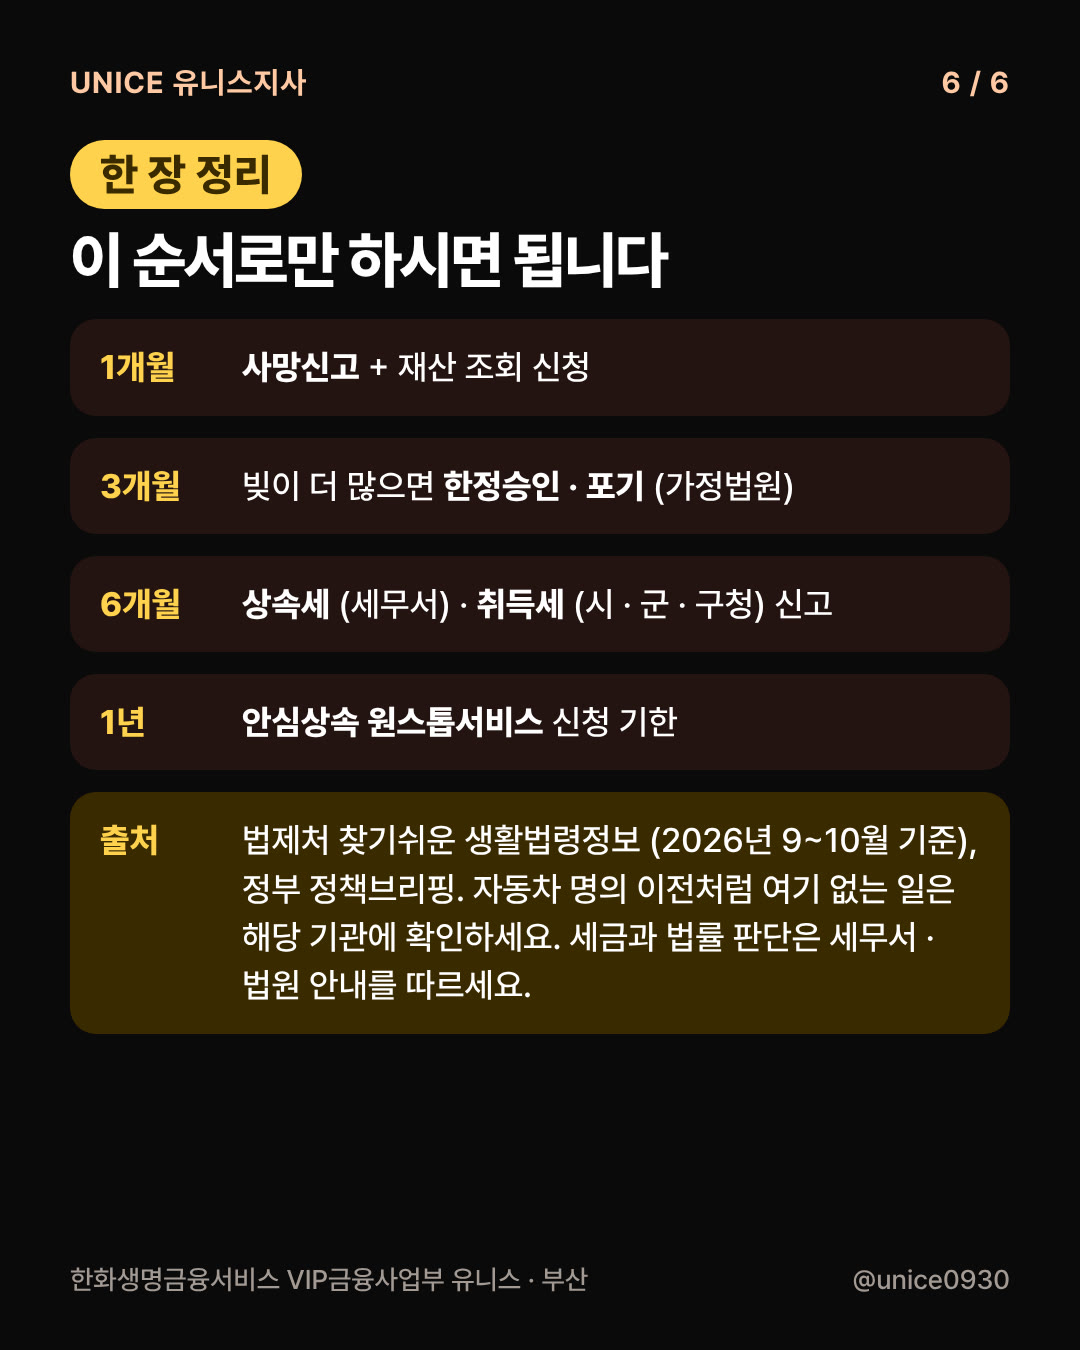 UNICE 유니스지사
6 / 6
한 장 정리
이 순서로만 하시면 됩니다
1개월 사망신고 + 재산 조회 신청
3개월 빚이 더 많으면 한정승인 · 포기 (가정법원)
6개월 상속세 (세무서) · 취득세 (시 · 군 · 구청) 신고
1년 안심상속 원스톱서비스 신청 기한
출처 법제처 찾기쉬운 생활법령정보 (2026년 9~10월 기준),
정부 정책브리핑. 자동차 명의 이전처럼 여기 없는 일은
해당 기관에 확인하세요. 세금과 법률 판단은 세무서 ·
법원 안내를 따르세요.
한화생명금융서비스 VIP금융사업부 유니스 · 부산
@unice0930